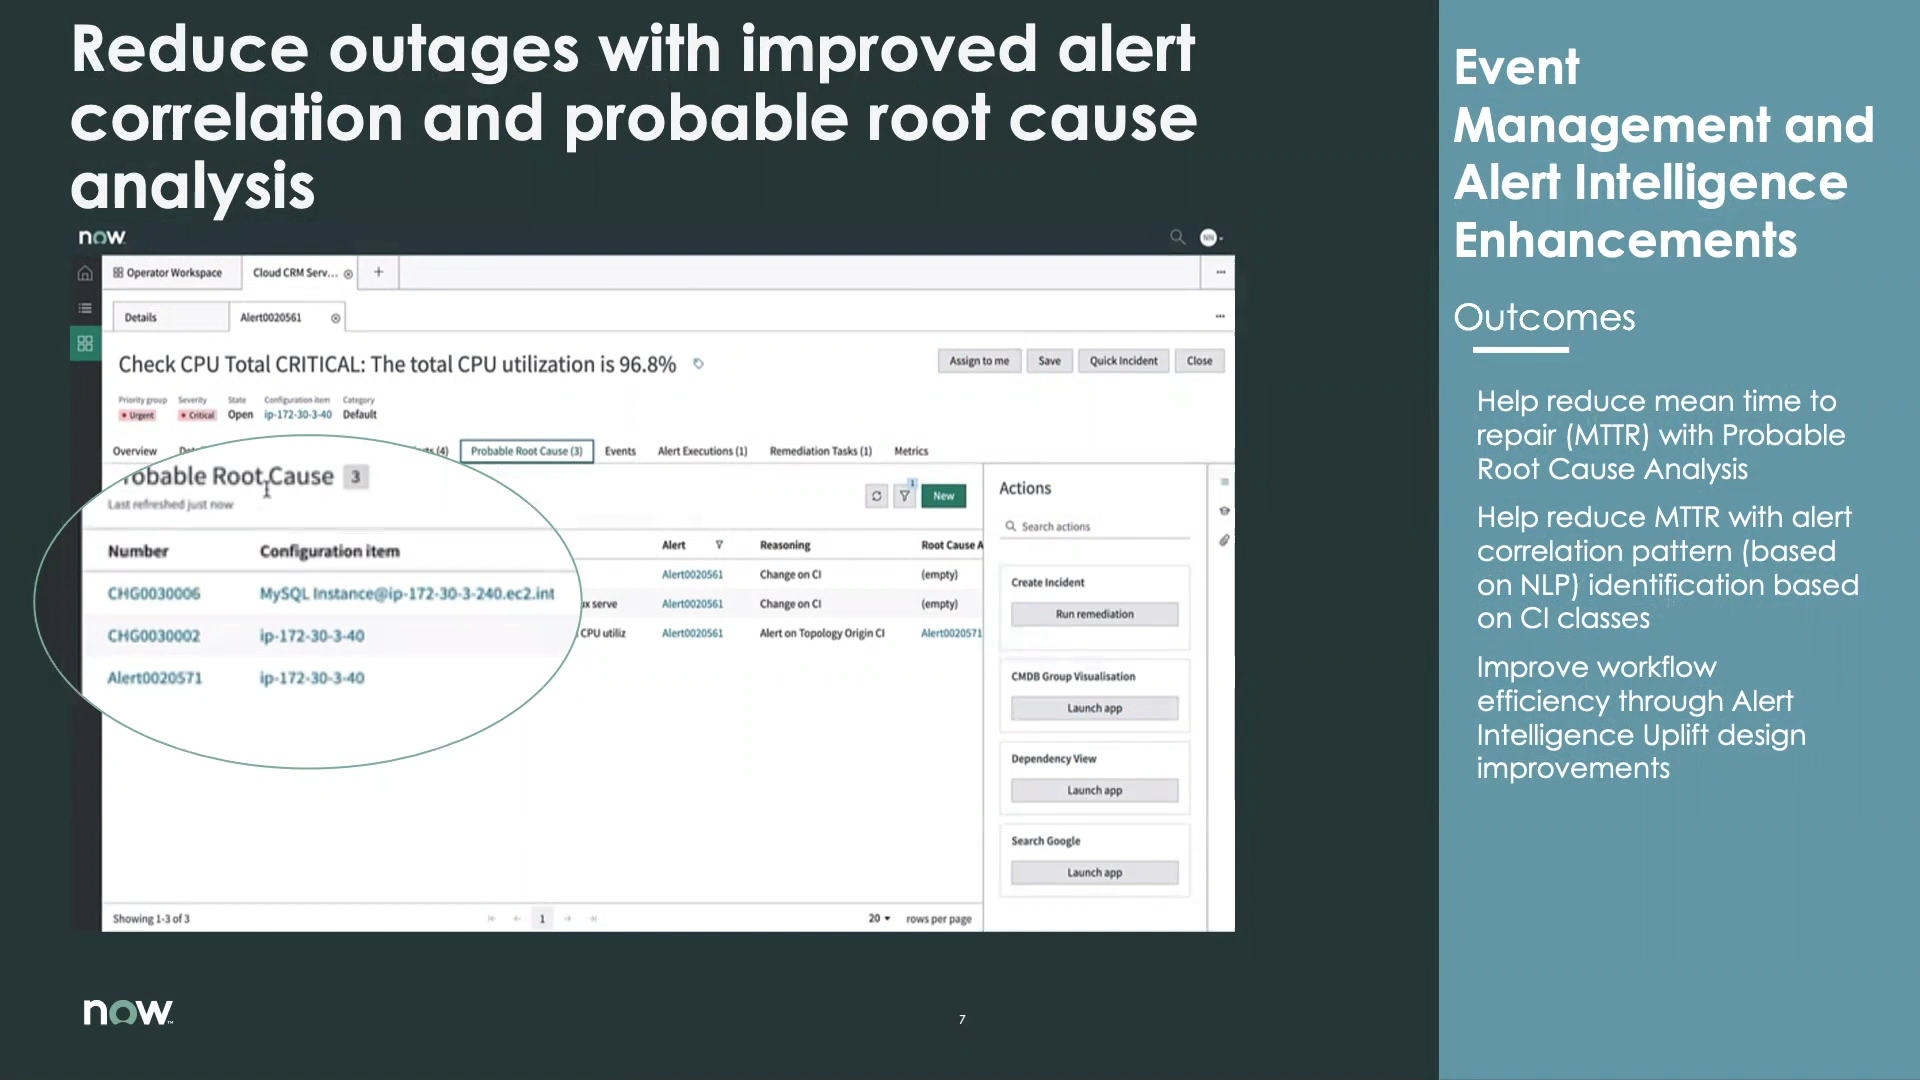 Reduce outages with improved alert
correlation and probable root cause
analysis
now
NN
Operator Workspace
Cloud CRM Serv...
+
...
Details
Alert0020561
...
Check CPU Total CRITICAL: The total CPU utilization is 96.8%
Assign to me
Save
Quick Incident
Close
Priority group Severity State Configuration item Category
Urgent Critical Open ip-172-30-3-40 Default
Overview (4) Probable Root Cause (3) Events Alert Executions (1) Remediation Tasks (1) Metrics
obable Root Cause 3
Last refreshed just now
1
New
Number Configuration item
CHG0030006 MySQL Instance@ip-172-30-3-240.ec2.int
CHG0030002 ip-172-30-3-40
Alert0020571 ip-172-30-3-40
Alert Reasoning Root Cause A
Alert0020561 Change on CI (empty)
ux serve Alert0020561 Change on CI (empty)
CPU utiliz Alert0020561 Alert on Topology Origin CI Alert0020571
Showing 1-3 of 3
1
20 rows per page
Actions
Search actions
Create Incident
Run remediation
CMDB Group Visualisation
Launch app
Dependency View
Launch app
Search Google
Launch app
now
7
Event
Management and
Alert Intelligence
Enhancements
Outcomes
Help reduce mean time to
repair (MTTR) with Probable
Root Cause Analysis
Help reduce MTTR with alert
correlation pattern (based
on NLP) identification based
on CI classes
Improve workflow
efficiency through Alert
Intelligence Uplift design
improvements